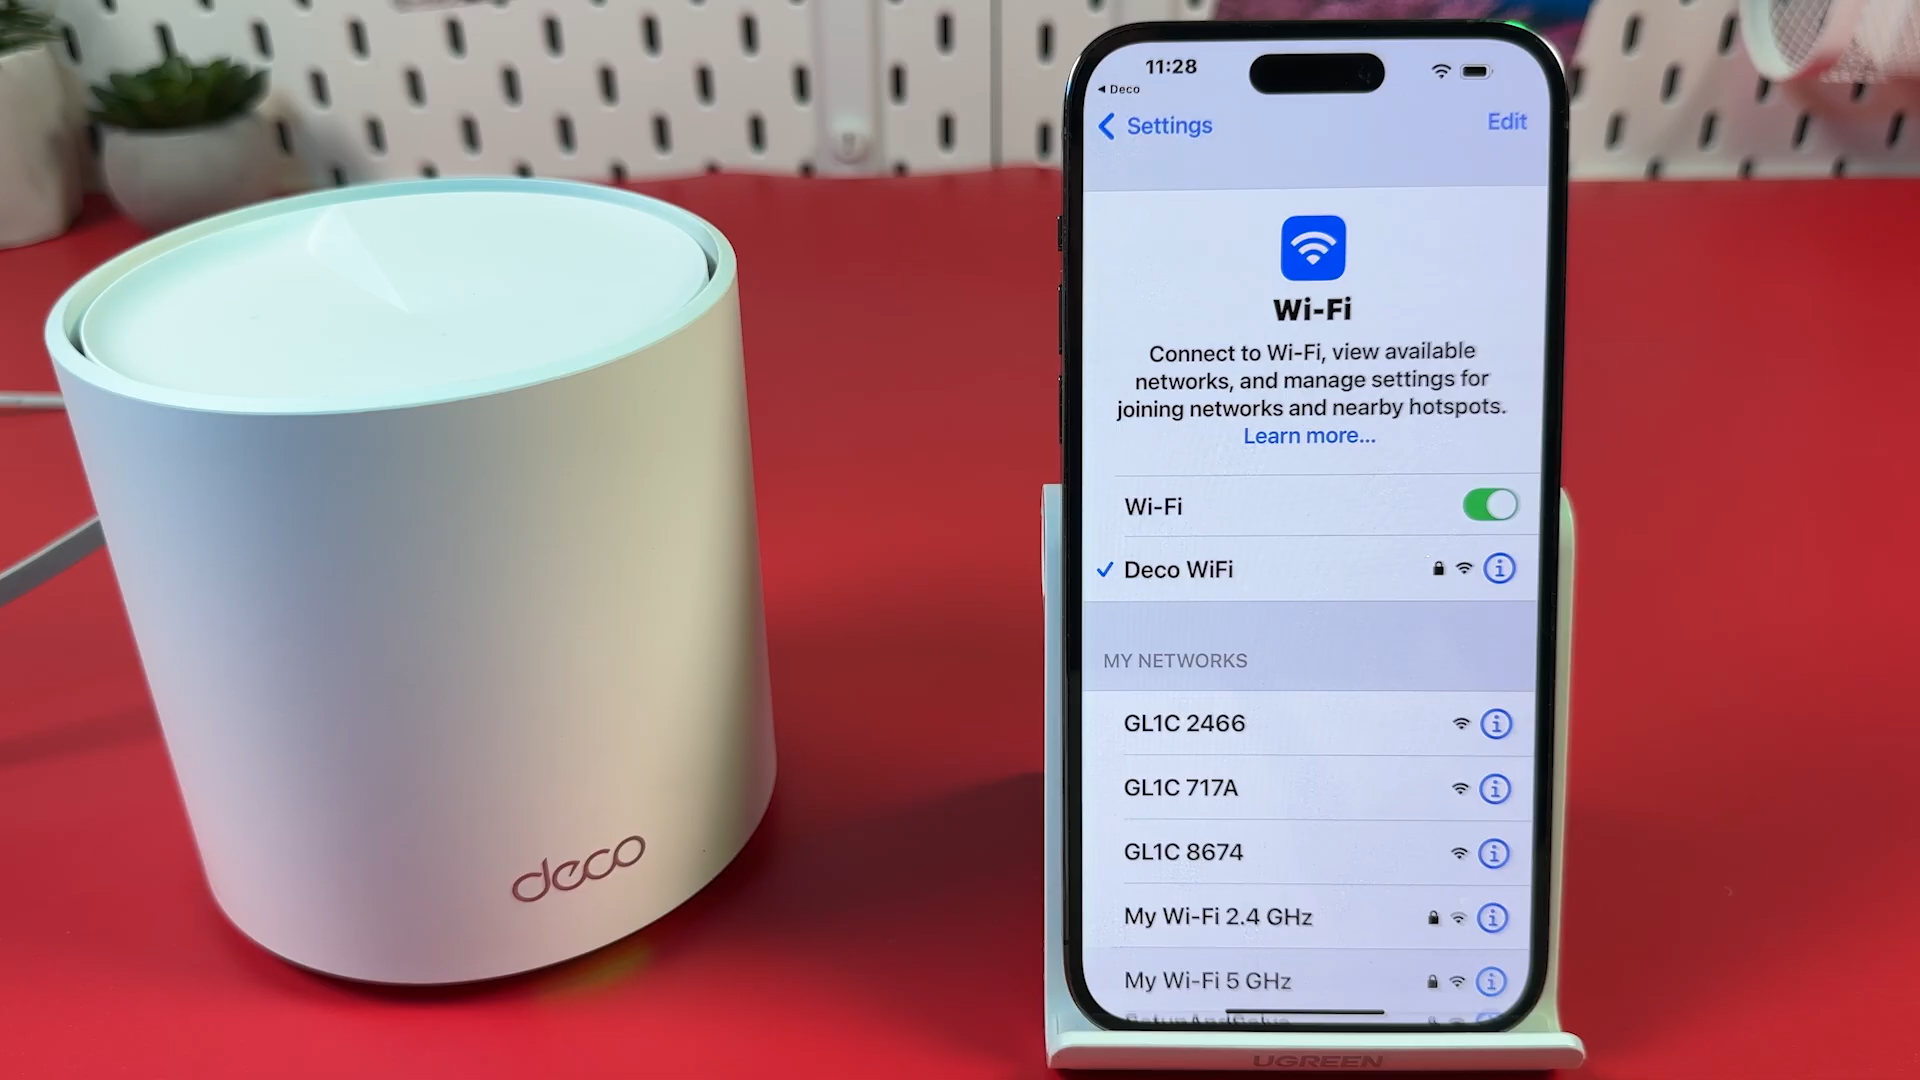 deco
11:28
Deco
Settings
Edit
Wi-Fi
Connect to Wi-Fi, view available
networks, and manage settings for
joining networks and nearby hotspots.
Learn more...
Wi-Fi
Deco WiFi
MY NETWORKS
GL1C 2466
GL1C 717A
GL1C 8674
My Wi-Fi 2.4 GHz
My Wi-Fi 5 GHz
UGREEN